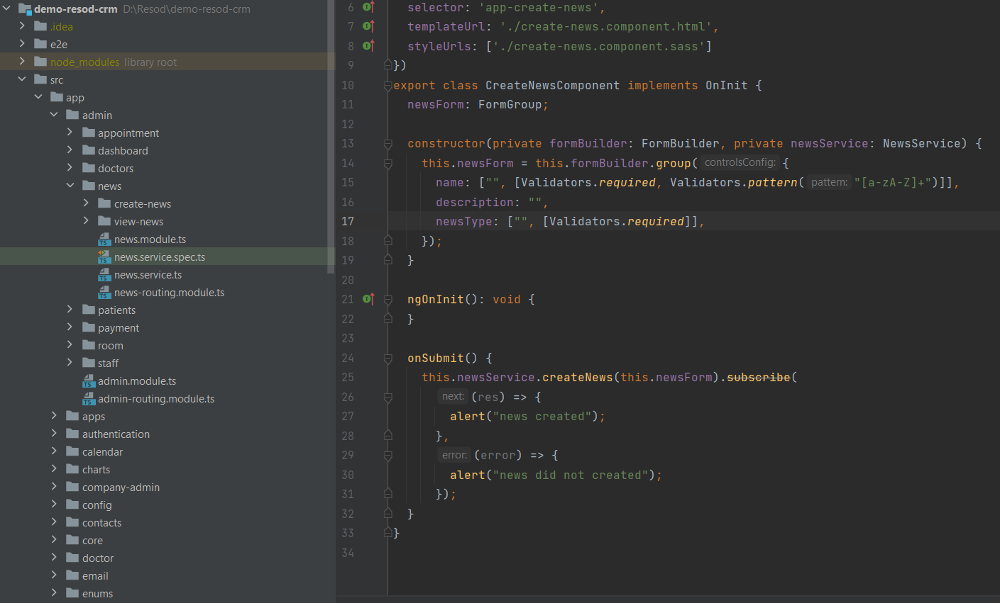 demo-resod-crm D:\Resod\demo-resod-crm
.idea
e2e
node_modules library root
src
app
admin
appointment
dashboard
doctors
news
create-news
view-news
news.module.ts
news.service.spec.ts
news.service.ts
news-routing.module.ts
patients
payment
room
staff
admin.module.ts
admin-routing.module.ts
apps
authentication
calendar
charts
company-admin
config
contacts
core
doctor
email
enums
6 selector: 'app-create-news',
7 templateUrl: './create-news.component.html',
8 styleUrls: ['./create-news.component.sass']
9 })
10 export class CreateNewsComponent implements OnInit {
11 newsForm: FormGroup;
12
13 constructor(private formBuilder: FormBuilder, private newsService: NewsService) {
14 this.newsForm = this.formBuilder.group( controlsConfig: {
15 name: ["", [Validators.required, Validators.pattern( pattern: "[a-zA-Z]+")]],
16 description: "",
17 newsType: ["", [Validators.required]],
18 });
19 }
20
21 ngOnInit(): void {
22 }
23
24 onSubmit() {
25 this.newsService.createNews(this.newsForm).subscribe(
26 next: (res) => {
27 alert("news created");
28 },
29 error: (error) => {
30 alert("news did not created");
31 });
32 }
33 }
34